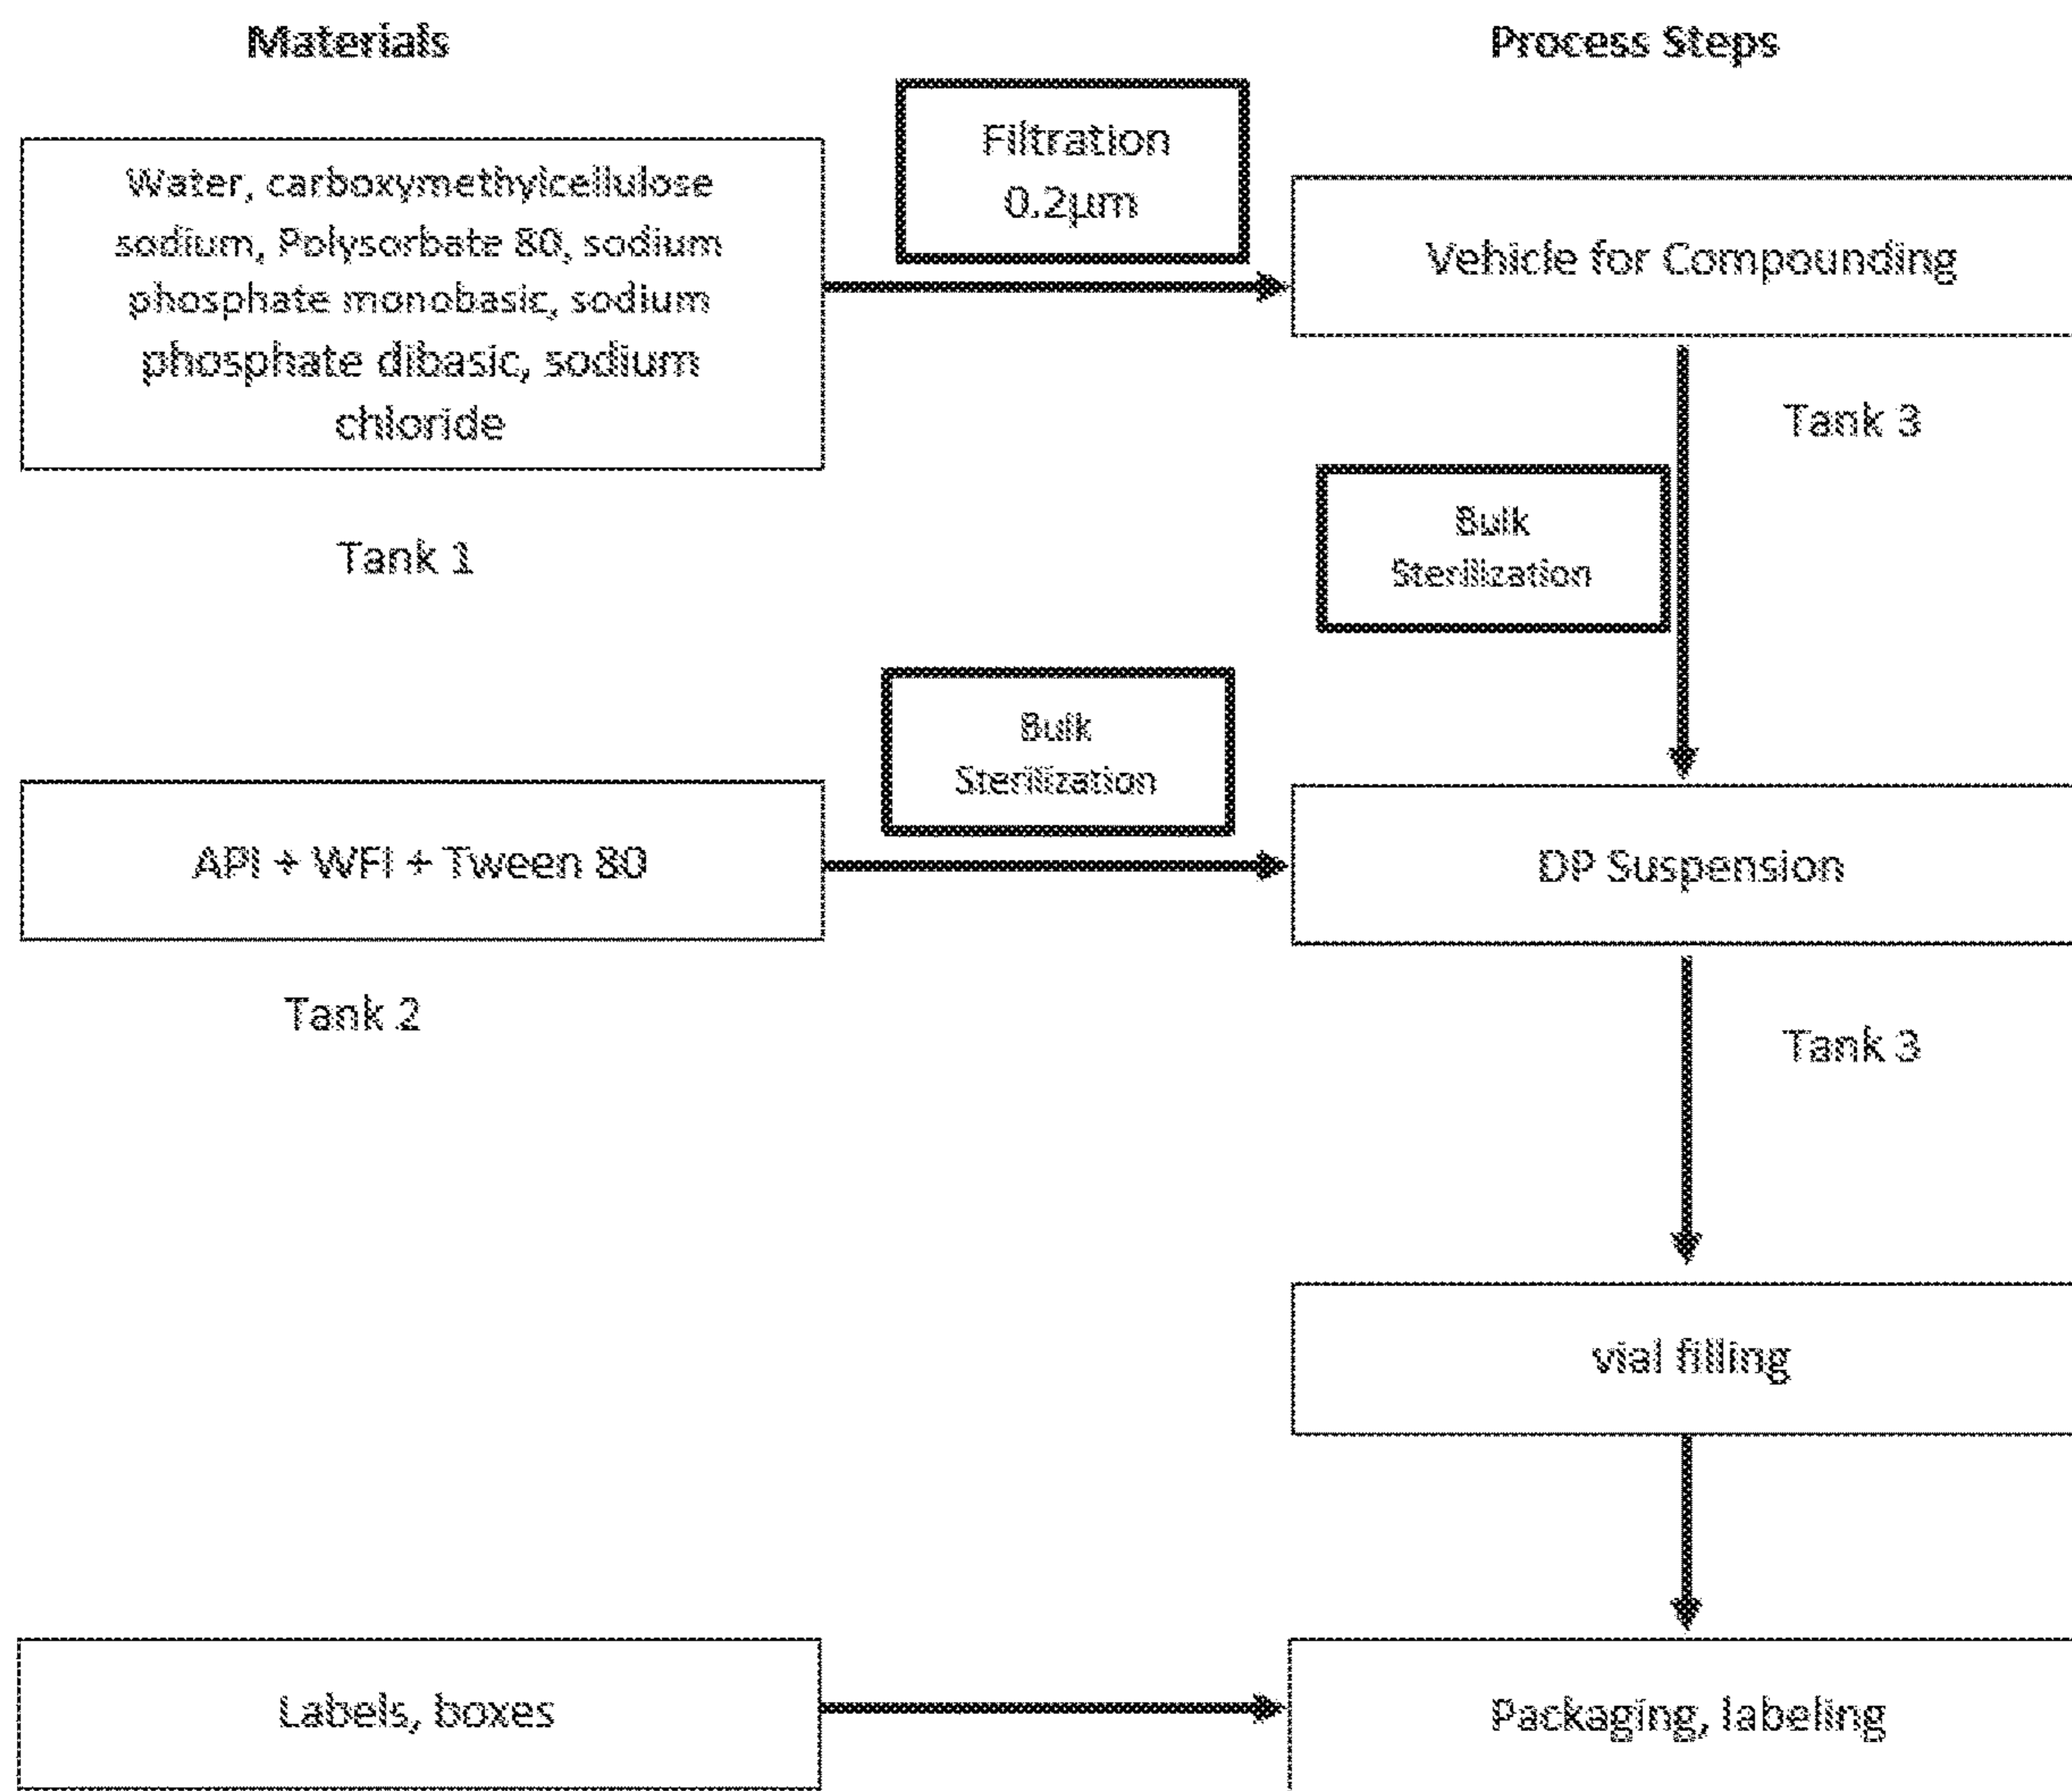 Materials
Process Steps
Filtration
0.2µm
Water, carboxymethylcellulose
sodium, Polysorbate 80, sodium
phosphate monobasic, sodium
phosphate dibasic, sodium
chloride
Vehicle for Compounding
Tank 3
Tank 1
Bulk
Sterilization
Bulk
Sterilization
API + WFI + Tween 80
DP Suspension
Tank 2
Tank 3
vial filling
Labels, boxes
Packaging, labeling